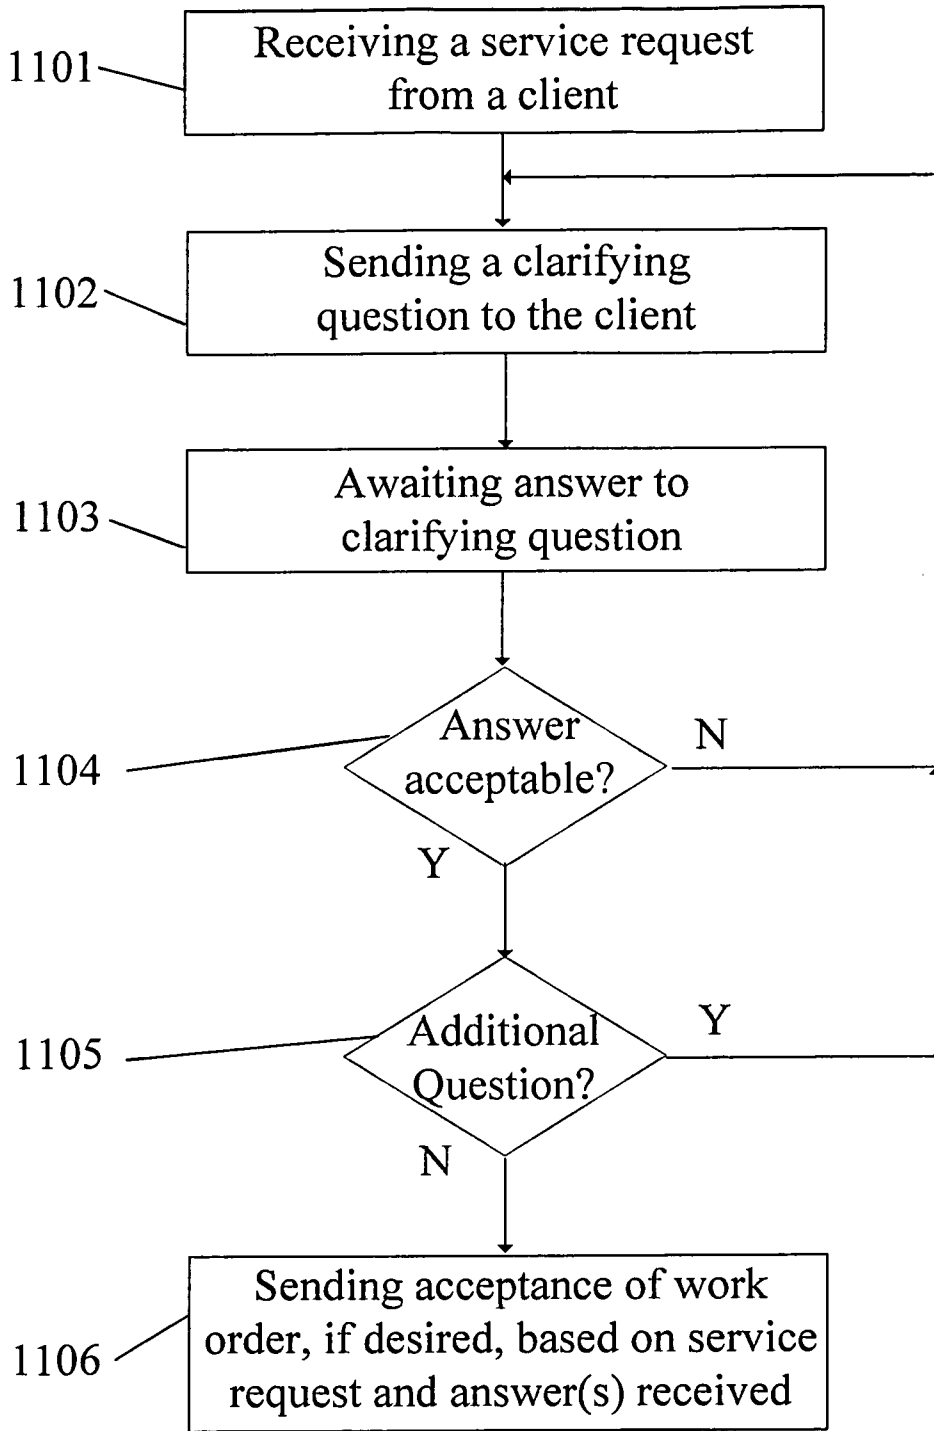 Receiving a service request
from a client
1101
Sending a clarifying
question to the client
1102
Awaiting answer to
clarifying question
1103
Answer
acceptable?
N
1104
Y
Additional
Question?
Y
1105
N
Sending acceptance of work
order, if desired, based on service
request and answer(s) received
1106